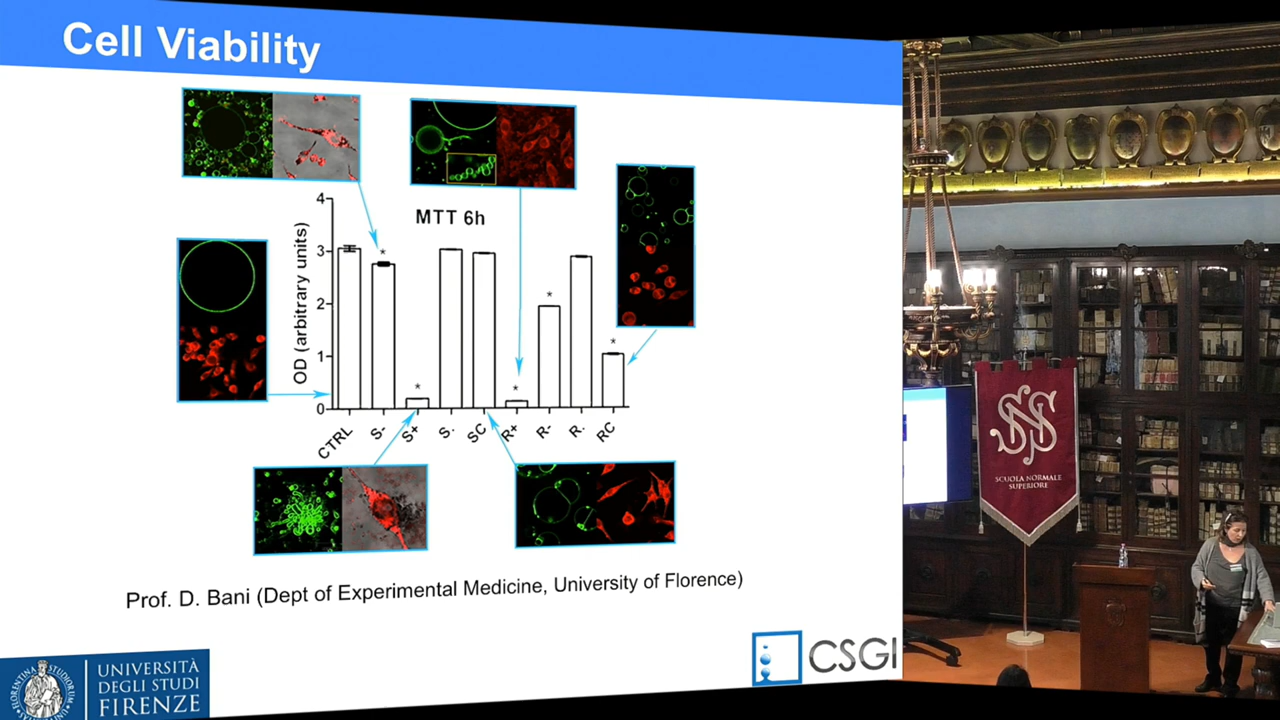 Cell Viability
MTT 6h
OD (arbitrary units)
4
3
2
1
0
*
*
*
*
*
CTRL
S-
S+
S.
SC
R+
R-
R.
RC
Prof. D. Bani (Dept of Experimental Medicine, University of Florence)
UNIVERSITÀ
DEGLI STUDI
FIRENZE
CSGI
SNS
SCUOLA NORMALE
SUPERIORE